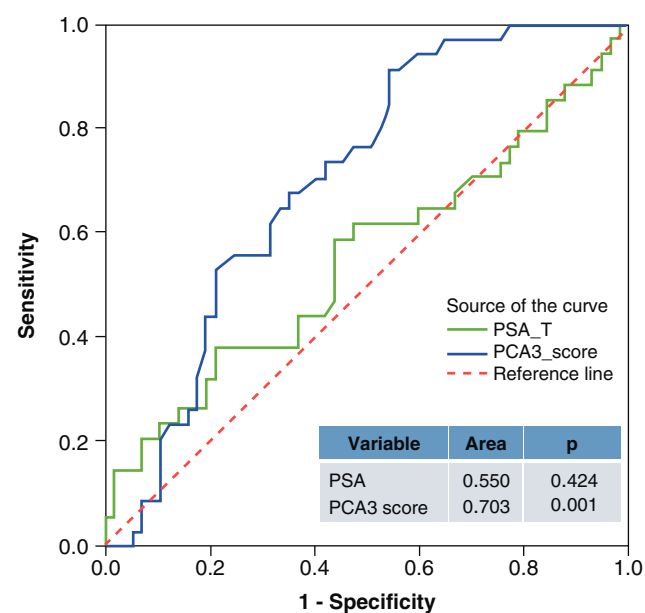 Sensitivity
1.0
0.8
0.6
0.4
0.2
0.0
Source of the curve
PSA_T
PCA3_score
Reference line
Variable Area p
PSA 0.550 0.424
PCA3 score 0.703 0.001
0.0 0.2 0.4 0.6 0.8 1.0
1 - Specificity